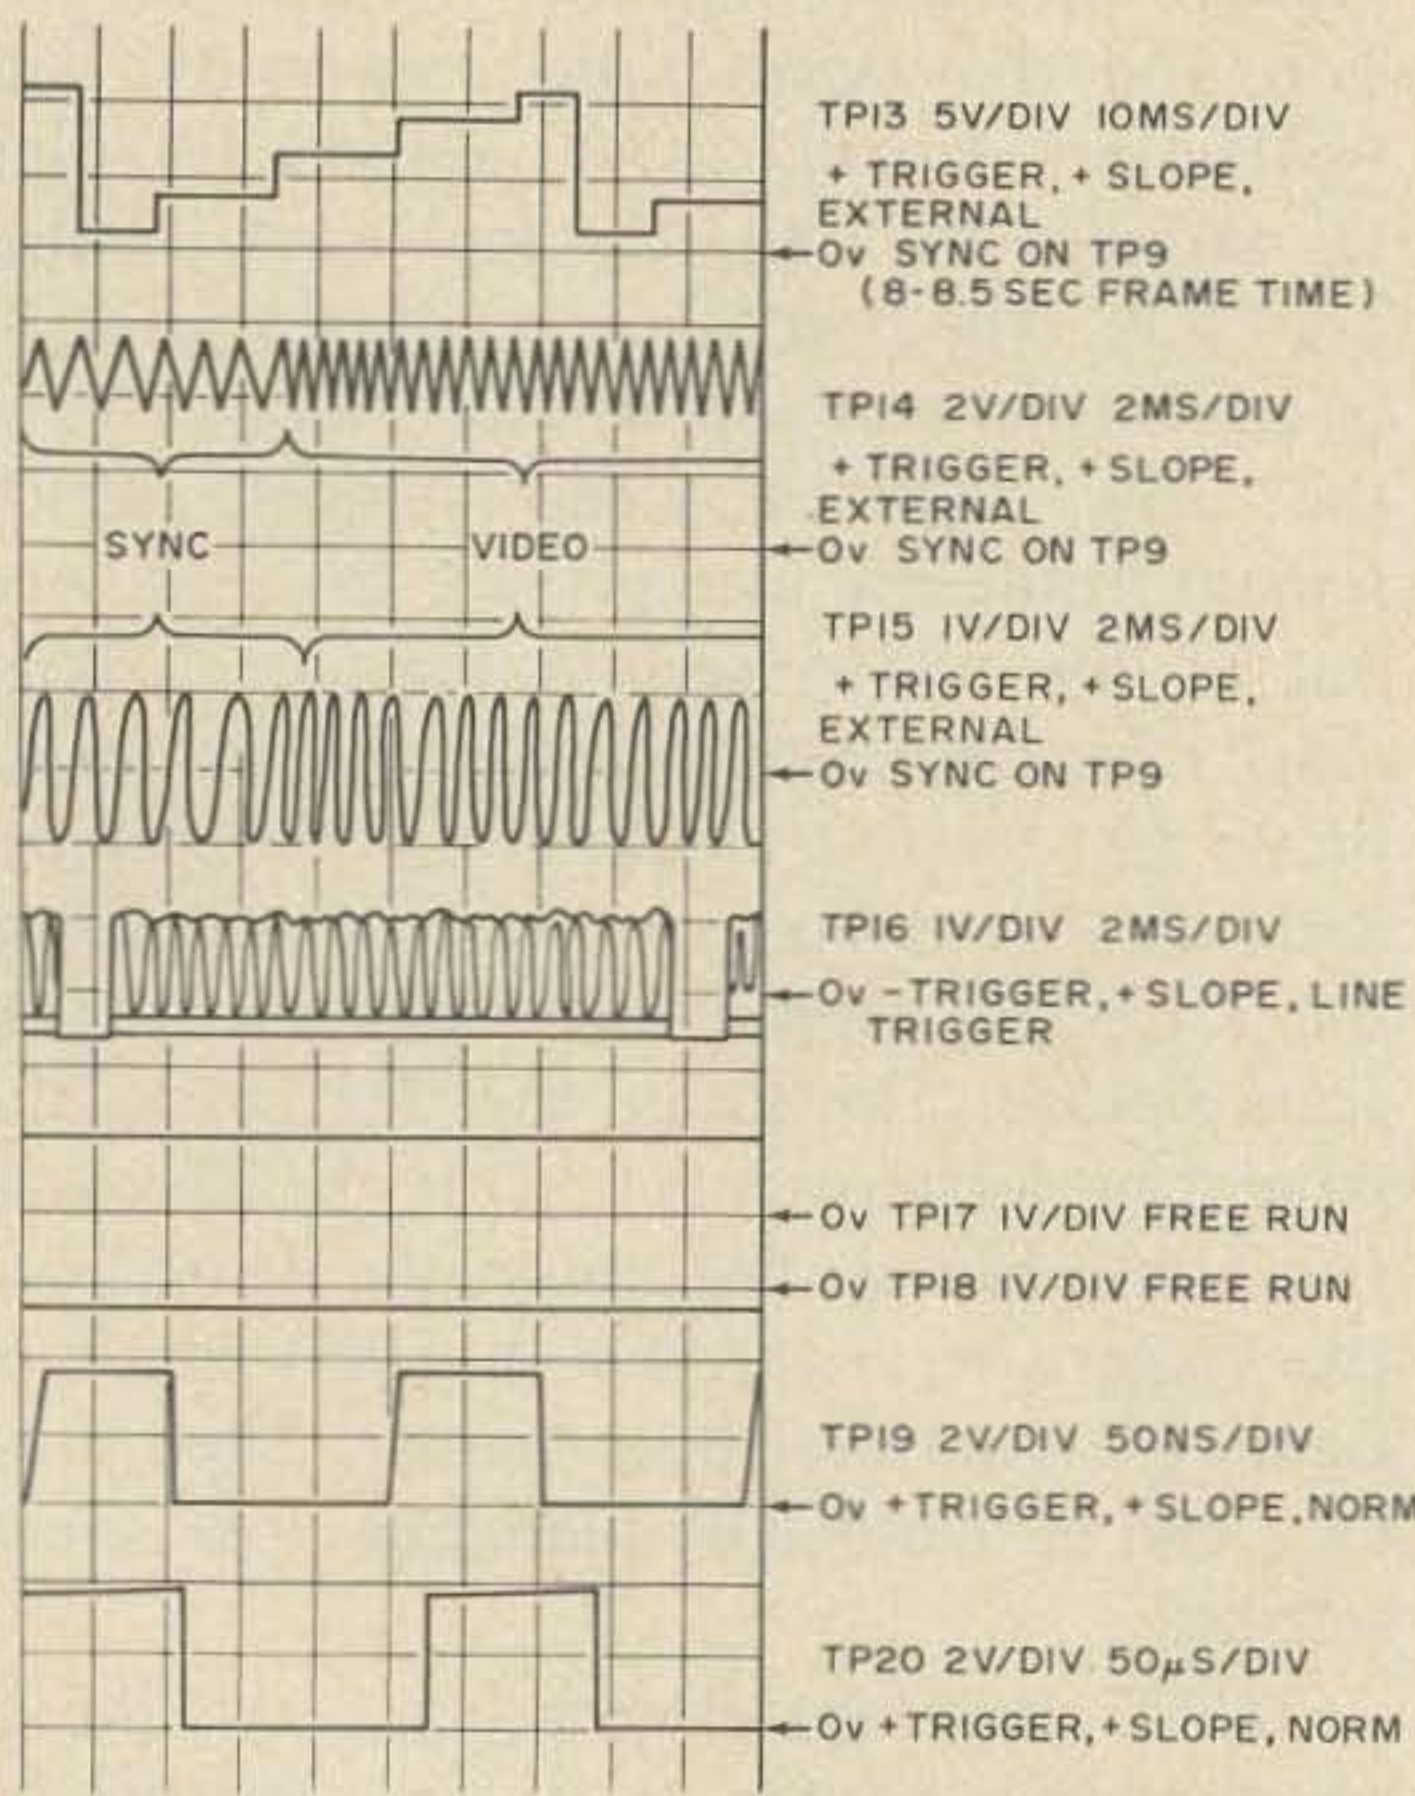 TP13 5V/DIV 10MS/DIV
+ TRIGGER, + SLOPE,
EXTERNAL
0v SYNC ON TP9
(8-8.5 SEC FRAME TIME)
TP14 2V/DIV 2MS/DIV
+ TRIGGER, + SLOPE,
EXTERNAL
SYNC VIDEO 0v SYNC ON TP9
TP15 1V/DIV 2MS/DIV
+ TRIGGER, + SLOPE,
EXTERNAL
0v SYNC ON TP9
TP16 1V/DIV 2MS/DIV
0v -TRIGGER, + SLOPE, LINE
TRIGGER
0v TP17 1V/DIV FREE RUN
0v TP18 1V/DIV FREE RUN
TP19 2V/DIV 50NS/DIV
0v +TRIGGER, + SLOPE, NORM
TP20 2V/DIV 50μS/DIV
0v +TRIGGER, + SLOPE, NORM